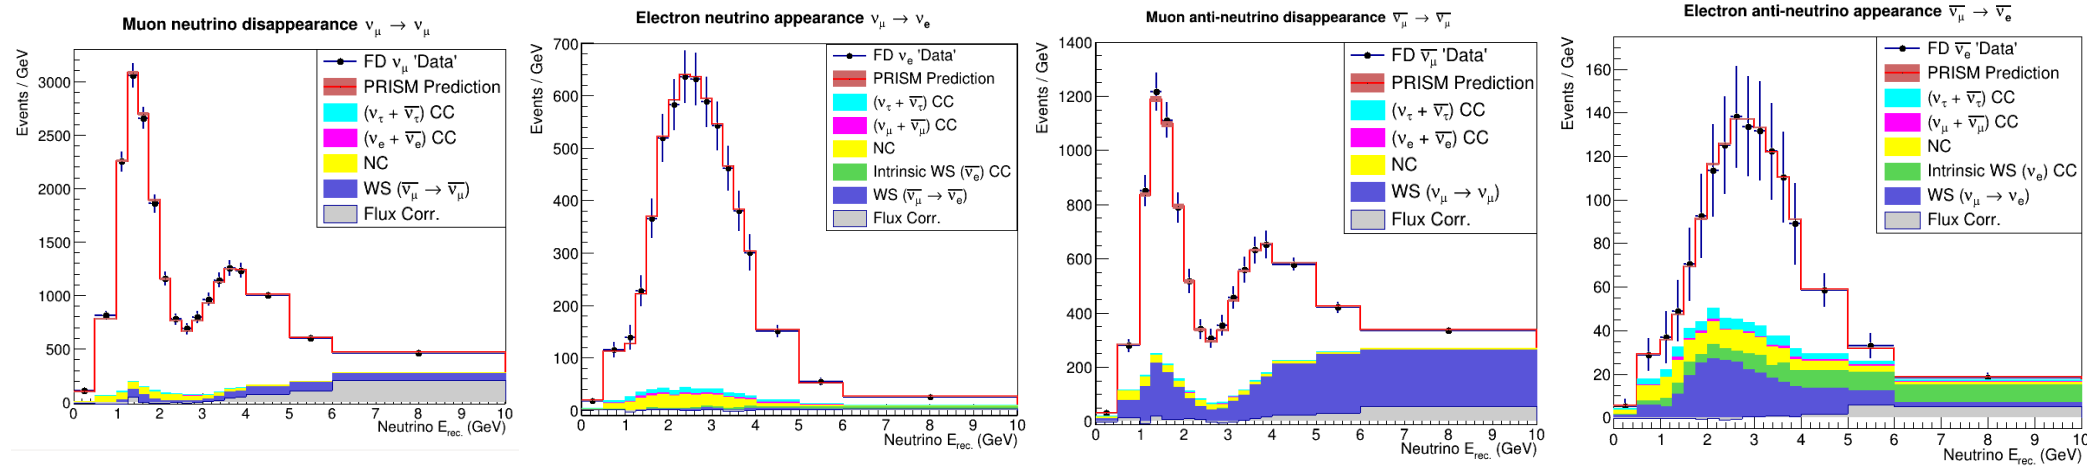 Muon neutrino disappearance ν_μ → ν_μ
Events / GeV
3000
2500
2000
1500
1000
500
0
0 1 2 3 4 5 6 7 8 9 10
Neutrino E_rec. (GeV)
FD ν_μ 'Data'
PRISM Prediction
(ν_τ + ν̅_τ) CC
(ν_e + ν̅_e) CC
NC
WS (ν̅_μ → ν̅_μ)
Flux Corr.
Electron neutrino appearance ν_μ → ν_e
Events / GeV
700
600
500
400
300
200
100
0
0 1 2 3 4 5 6 7 8 9 10
Neutrino E_rec. (GeV)
FD ν_e 'Data'
PRISM Prediction
(ν_τ + ν̅_τ) CC
(ν_μ + ν̅_μ) CC
NC
Intrinsic WS (ν̅_e) CC
WS (ν̅_μ → ν̅_e)
Flux Corr.
Muon anti-neutrino disappearance ν̅_μ → ν̅_μ
Events / GeV
1400
1200
1000
800
600
400
200
0
0 1 2 3 4 5 6 7 8 9 10
Neutrino E_rec. (GeV)
FD ν̅_μ 'Data'
PRISM Prediction
(ν_τ + ν̅_τ) CC
(ν_e + ν̅_e) CC
NC
WS (ν_μ → ν_μ)
Flux Corr.
Electron anti-neutrino appearance ν̅_μ → ν̅_e
Events / GeV
160
140
120
100
80
60
40
20
0
0 1 2 3 4 5 6 7 8 9 10
Neutrino E_rec. (GeV)
FD ν̅_e 'Data'
PRISM Prediction
(ν_τ + ν̅_τ) CC
(ν_μ + ν̅_μ) CC
NC
Intrinsic WS (ν_e) CC
WS (ν_μ → ν_e)
Flux Corr.